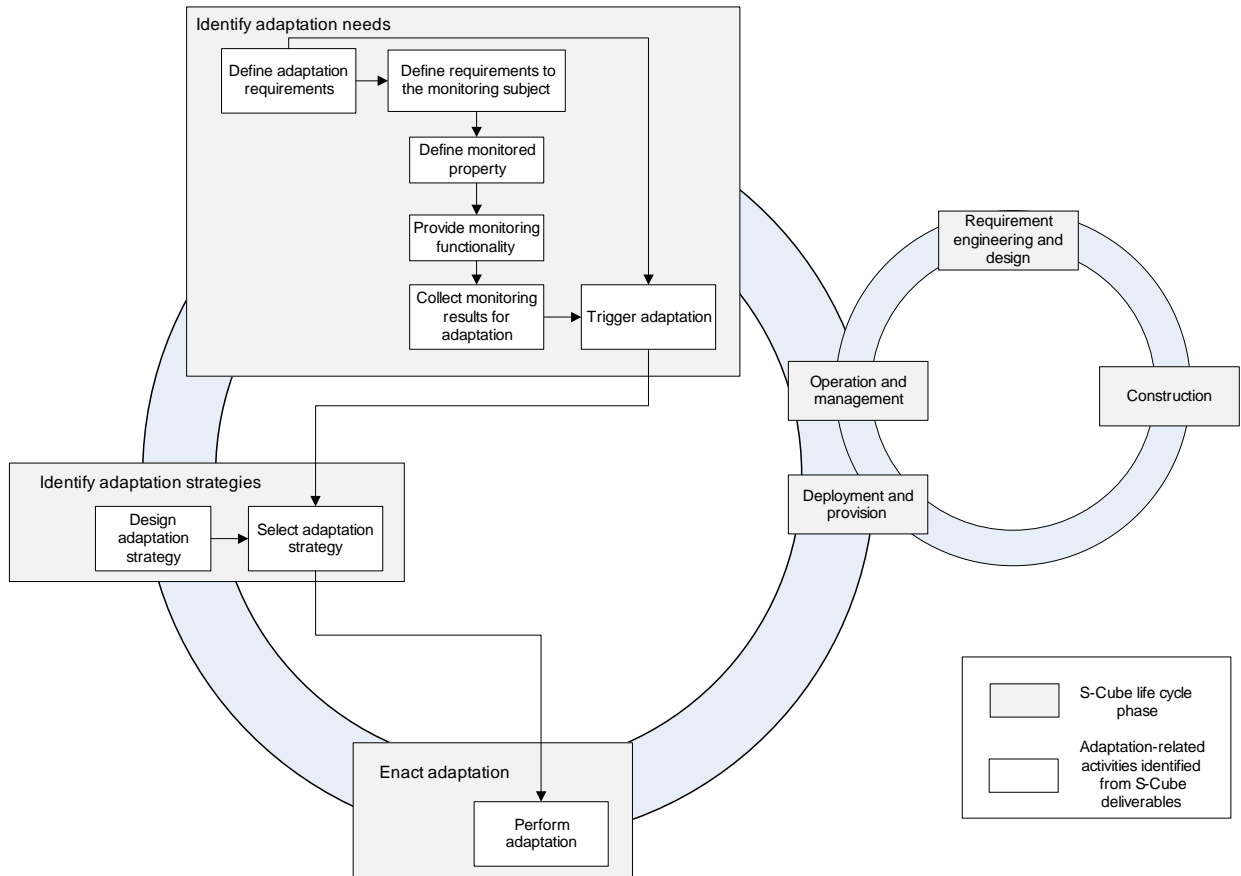 Identify adaptation needs
Define adaptation
requirements
Define requirements to
the monitoring subject
Define monitored
property
Provide monitoring
functionality
Collect monitoring
results for
adaptation
Trigger adaptation
Identify adaptation strategies
Design
adaptation
strategy
Select adaptation
strategy
Enact adaptation
Perform
adaptation
Requirement
engineering and
design
Operation and
management
Construction
Deployment and
provision
S-Cube life cycle
phase
Adaptation-related
activities identified
from S-Cube
deliverables